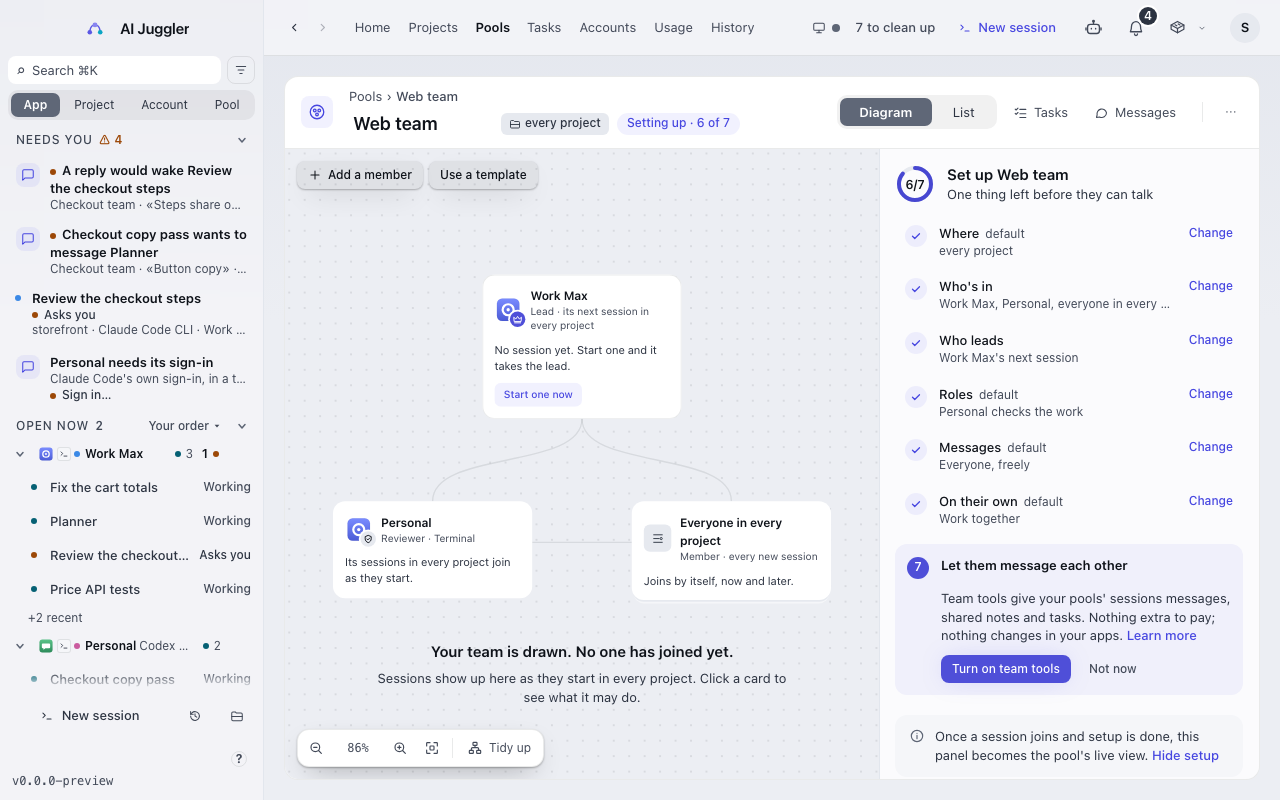 AI Juggler
Search ⌘K
App Project Account Pool
NEEDS YOU 4
A reply would wake Review
the checkout steps
Checkout team · «Steps share o...
Checkout copy pass wants to
message Planner
Checkout team · «Button copy» ·...
Review the checkout steps
Asks you
storefront · Claude Code CLI · Work ...
Personal needs its sign-in
Claude Code's own sign-in, in a t...
Sign in...
OPEN NOW 2 Your order
Work Max 3 1
Fix the cart totals Working
Planner Working
Review the checkout... Asks you
Price API tests Working
+2 recent
Personal Codex ... 2
Checkout copy pass Working
New session
?
v0.0.0-preview
Home Projects Pools Tasks Accounts Usage History
7 to clean up
New session
4
S
Pools › Web team
Web team
every project
Setting up · 6 of 7
Diagram List
Tasks
Messages
Add a member
Use a template
Work Max
Lead · its next session in
every project
No session yet. Start one and it
takes the lead.
Start one now
Personal
Reviewer · Terminal
Its sessions in every project join
as they start.
Everyone in every
project
Member · every new session
Joins by itself, now and later.
Your team is drawn. No one has joined yet.
Sessions show up here as they start in every project. Click a card to
see what it may do.
86%
Tidy up
6/7
Set up Web team
One thing left before they can talk
Where default Change
every project
Who's in Change
Work Max, Personal, everyone in every ...
Who leads Change
Work Max's next session
Roles default Change
Personal checks the work
Messages default Change
Everyone, freely
On their own default Change
Work together
7 Let them message each other
Team tools give your pools' sessions messages,
shared notes and tasks. Nothing extra to pay;
nothing changes in your apps. Learn more
Turn on team tools Not now
Once a session joins and setup is done, this
panel becomes the pool's live view. Hide setup